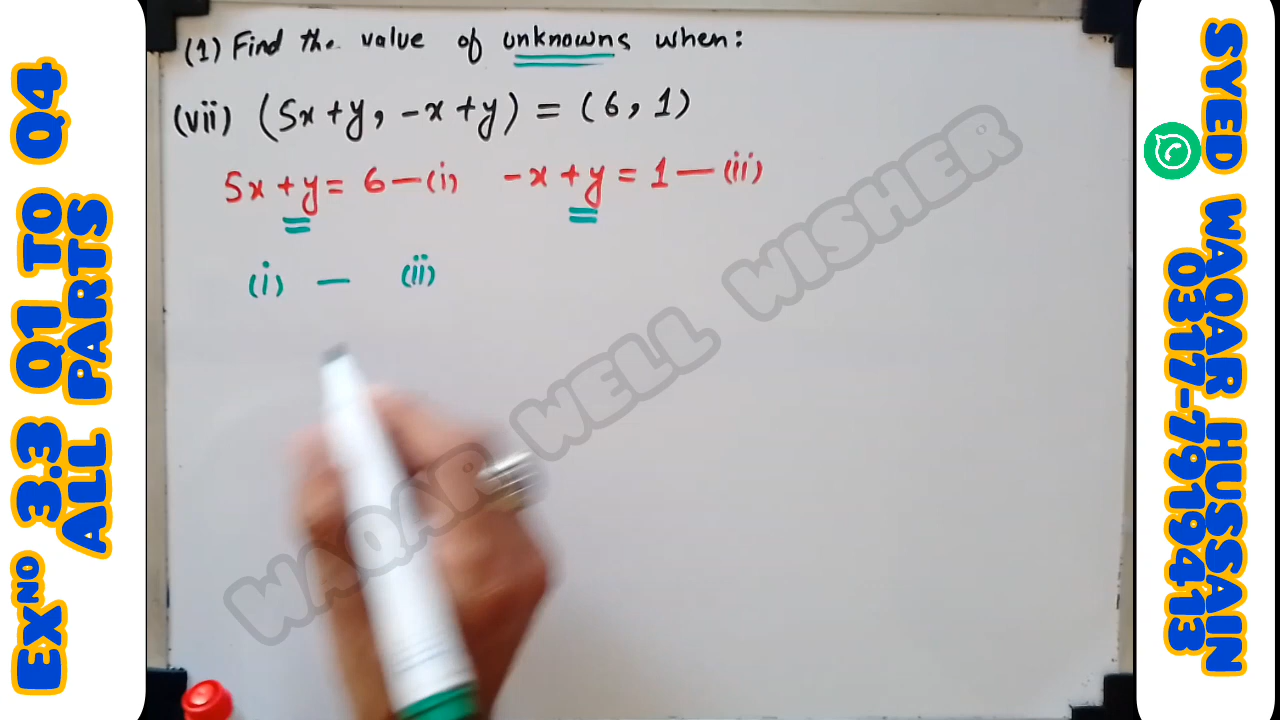 Exᴺᴼ 3.3 Q1 TO Q4
ALL PARTS
(1) Find the value of unknowns when:
(vii) (5x+y, -x+y) = (6, 1)
5x+y = 6 — (i) -x+y = 1 — (ii)
(i) — (ii)
WAQAR WELL WISHER
SYED WAQAR HUSSAIN
0317-7919413